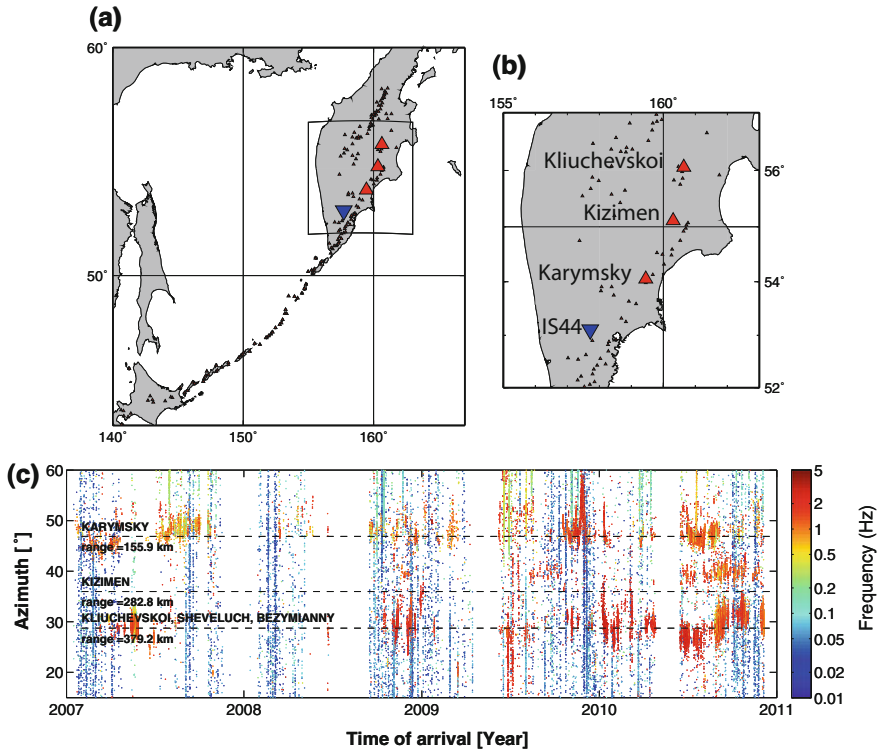 (a)
60°
50°
140°
150°
160°
(b)
155°
160°
Kliuchevskoi
56°
Kizimen
Karymsky
54°
IS44
52°
(c)
60
50
40
30
20
Azimuth [°]
KARYMSKY
range =155.9 km
KIZIMEN
range =282.8 km
KLIUCHEVSKOI, SHEVELUCH, BEZYMIANNY
range =379.2 km
2007
2008
2009
2010
2011
Time of arrival [Year]
5
2
1
0.5
0.2
0.1
0.05
0.02
0.01
Frequency (Hz)